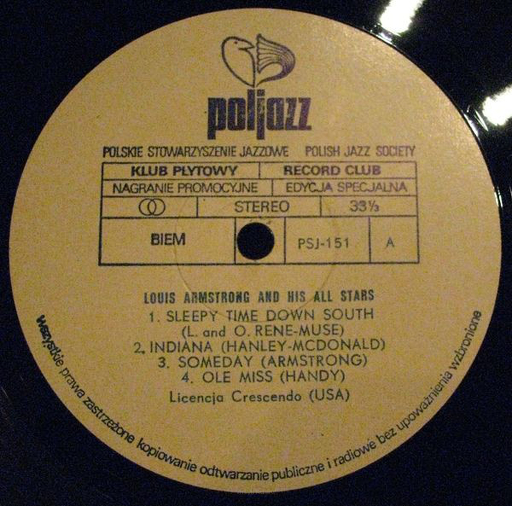 poljazz
POLSKIE STOWARZYSZENIE JAZZOWE POLISH JAZZ SOCIETY
KLUB PŁYTOWY RECORD CLUB
NAGRANIE PROMOCYJNE EDYCJA SPECJALNA
STEREO 33⅓
BIEM PSJ-151 A
LOUIS ARMSTRONG AND HIS ALL STARS
1. SLEEPY TIME DOWN SOUTH
(L. and O. RENE-MUSE)
2. INDIANA (HANLEY-MCDONALD)
3. SOMEDAY (ARMSTRONG)
4. OLE MISS (HANDY)
Licencja Crescendo (USA)
Wszystkie prawa zastrzeżone kopiowanie odtwarzanie publiczne i radiowe bez upoważnienia wzbronione